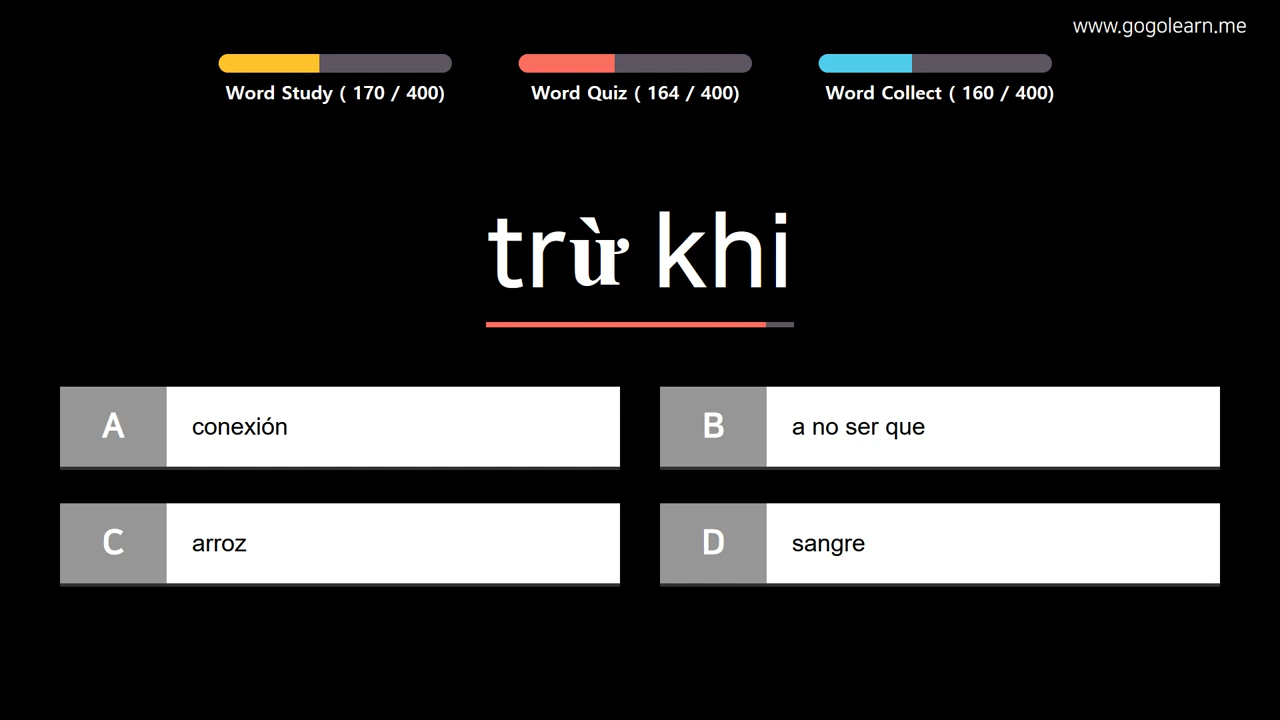 www.gogolearn.me
Word Study ( 170 / 400)
Word Quiz ( 164 / 400)
Word Collect ( 160 / 400)
trừ khi
A conexión
B a no ser que
C arroz
D sangre